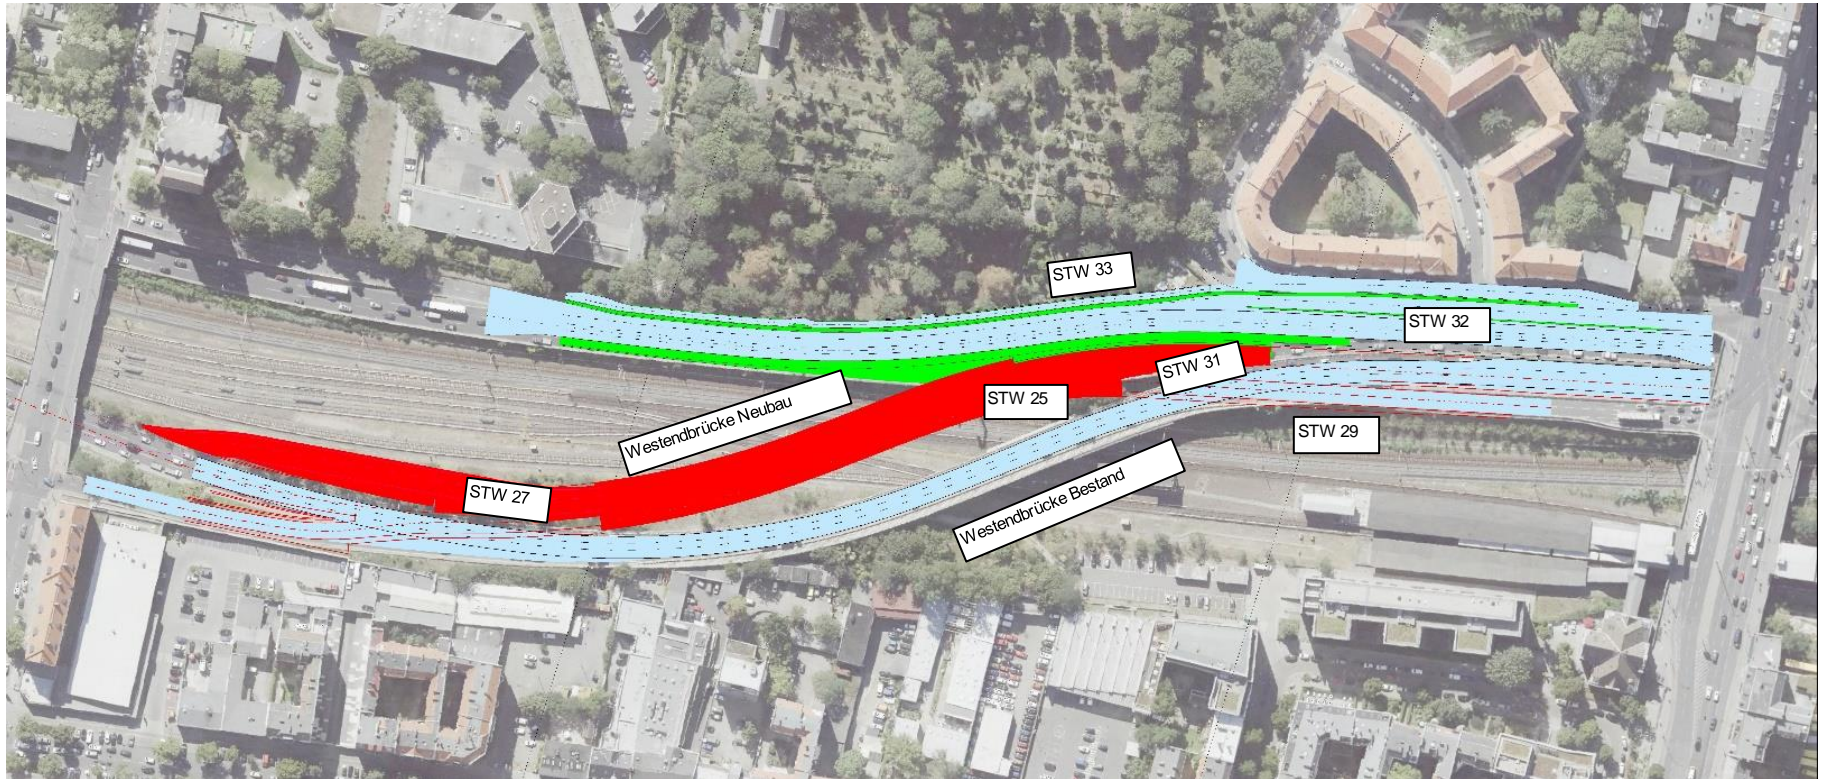 STW 33
STW 32
STW 31
Westendbrücke Neubau
STW 25
STW 29
STW 27
Westendbrücke Bestand